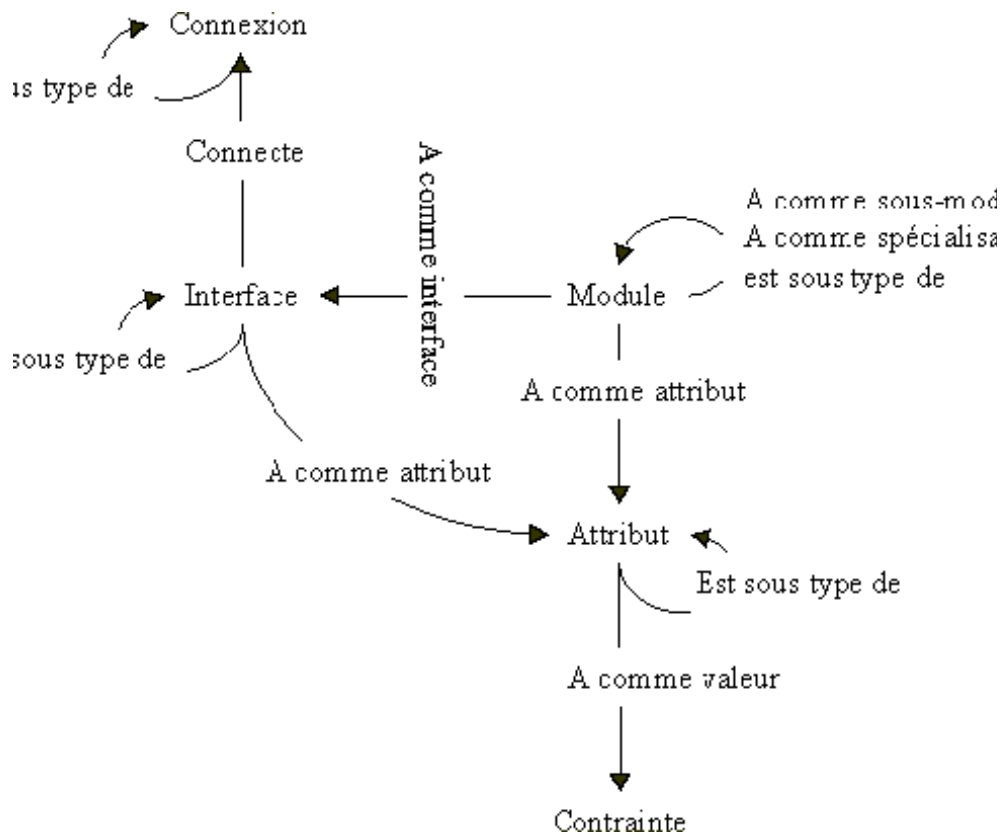 Connexion
us type de
Connecte
A comme interface
A comme sous-mod
A comme spécialisa
est sous type de
Interface
Module
sous type de
A comme attribut
A comme attribut
Attribut
Est sous type de
A comme valeur
Contrainte